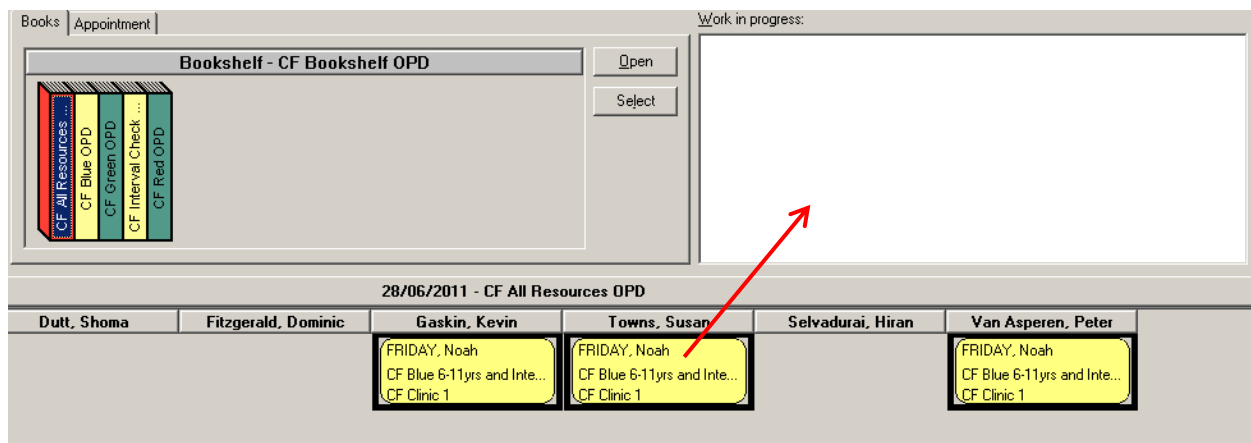 Books Appointment
Work in progress:
Bookshelf - CF Bookshelf OPD
Open
Select
CF All Resources ...
CF Blue OPD
CF Green OPD
CF Interval Check ...
CF Red OPD
28/06/2011 - CF All Resources OPD
Dutt, Shoma Fitzgerald, Dominic Gaskin, Kevin Towns, Susan Selvadurai, Hiran Van Asperen, Peter
FRIDAY, Noah FRIDAY, Noah FRIDAY, Noah
CF Blue 6-11yrs and Inte... CF Blue 6-11yrs and Inte... CF Blue 6-11yrs and Inte...
CF Clinic 1 CF Clinic 1 CF Clinic 1